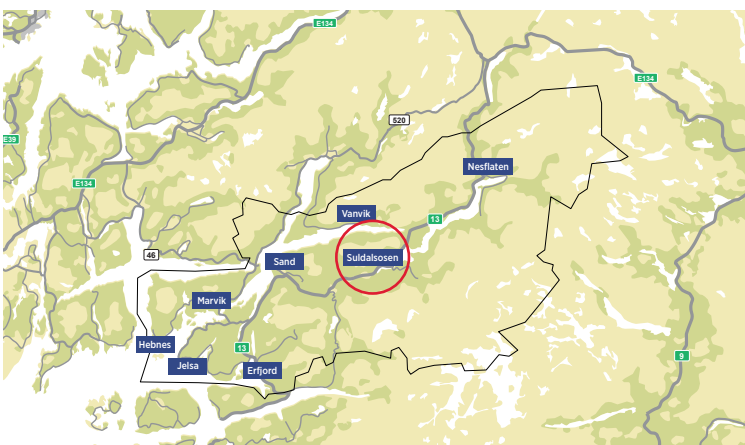 E134
520
E134
E39
Nesflaten
E134
Vanvik
13
46
Sand
Suldalsosen
Marvik
Hebnes
13
9
Jelsa
Erfjord